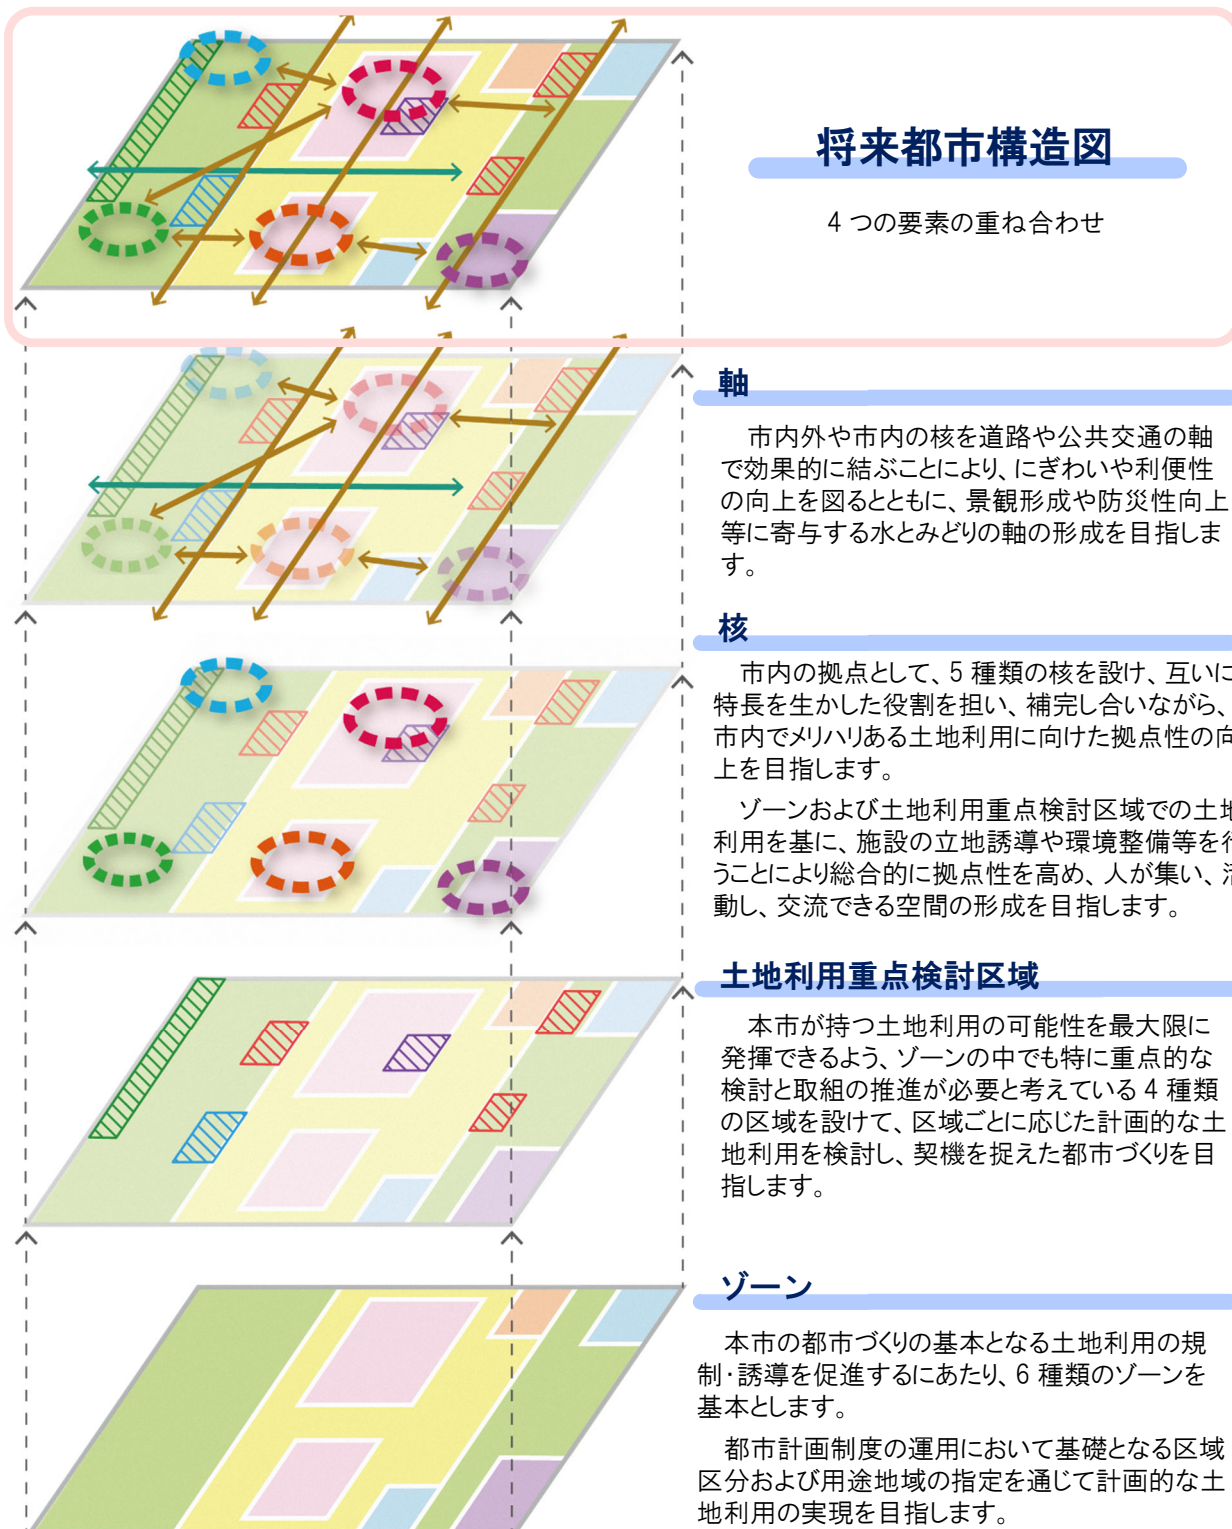 将来都市構造図
4 つの要素の重ね合わせ
軸
市内外や市内の核を道路や公共交通の軸
で効果的に結ぶことにより、にぎわいや利便性
の向上を図るとともに、景観形成や防災性向上
等に寄与する水とみどりの軸の形成を目指しま
す。
核
市内の拠点として、5 種類の核を設け、互いに
特長を生かした役割を担い、補完し合いながら、
市内でメリハリある土地利用に向けた拠点性の向
上を目指します。
ゾーンおよび土地利用重点検討区域での土地
利用を基に、施設の立地誘導や環境整備等を行
うことにより総合的に拠点性を高め、人が集い、活
動し、交流できる空間の形成を目指します。
土地利用重点検討区域
本市が持つ土地利用の可能性を最大限に
発揮できるよう、ゾーンの中でも特に重点的な
検討と取組の推進が必要と考えている 4 種類
の区域を設けて、区域ごとに応じた計画的な土
地利用を検討し、契機を捉えた都市づくりを目
指します。
ゾーン
本市の都市づくりの基本となる土地利用の規
制・誘導を促進するにあたり、6 種類のゾーンを
基本とします。
都市計画制度の運用において基礎となる区域
区分および用途地域の指定を通じて計画的な土
地利用の実現を目指します。